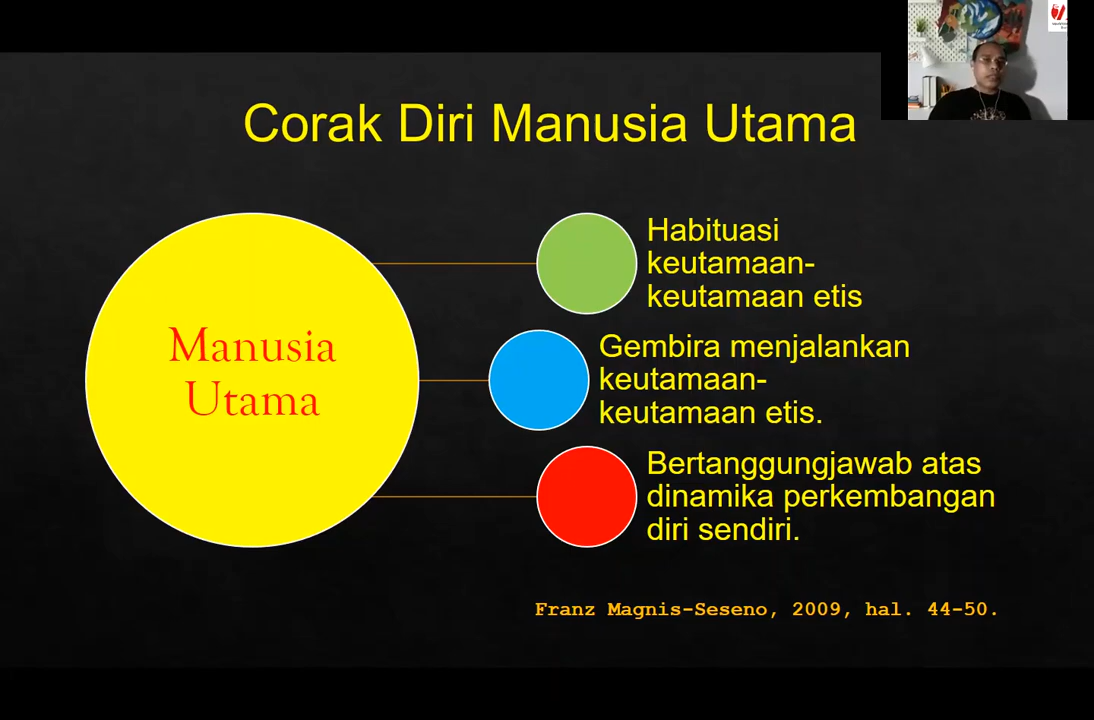 Corak Diri Manusia Utama
Manusia
Utama
Habituasi
keutamaan-
keutamaan etis
Gembira menjalankan
keutamaan-
keutamaan etis.
Bertanggungjawab atas
dinamika perkembangan
diri sendiri.
Franz Magnis-Seseno, 2009, hal. 44-50.